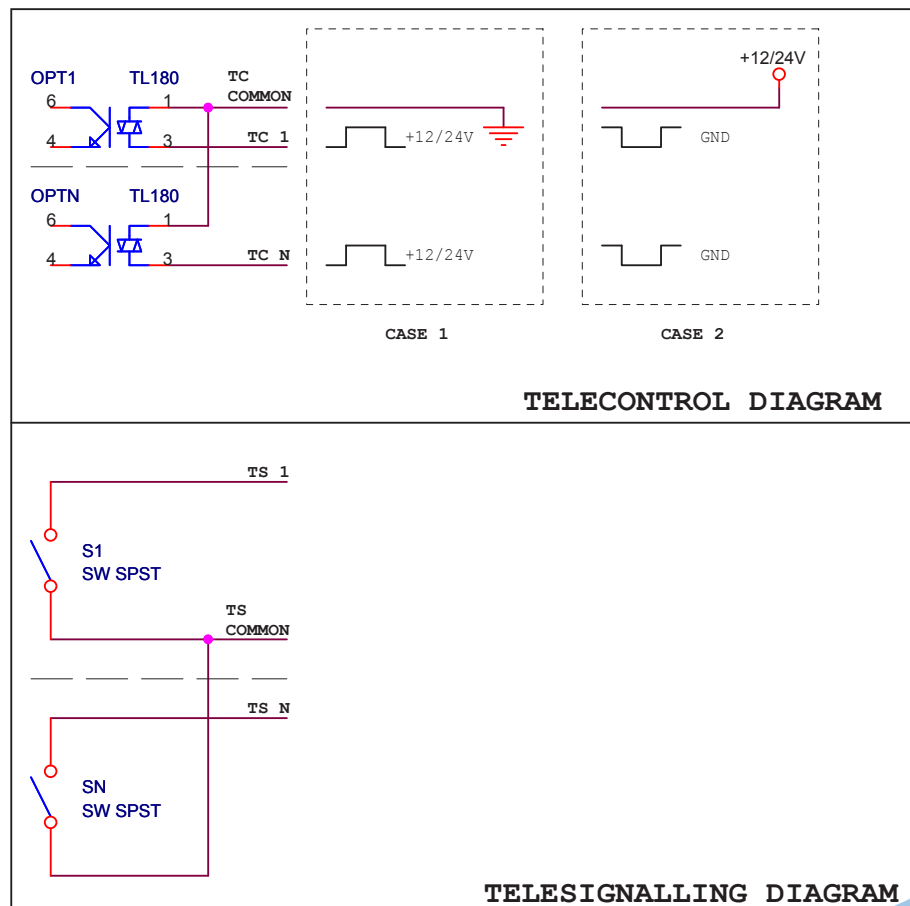 +12/24V
OPT1 TL180 TC
COMMON
6 1
4 3 TC 1 +12/24V GND
OPTN TL180
6 1
4 3 TC N +12/24V GND
CASE 1 CASE 2
TELECONTROL DIAGRAM
TS 1
S1
SW SPST
TS
COMMON
TS N
SN
SW SPST
TELESIGNALLING DIAGRAM